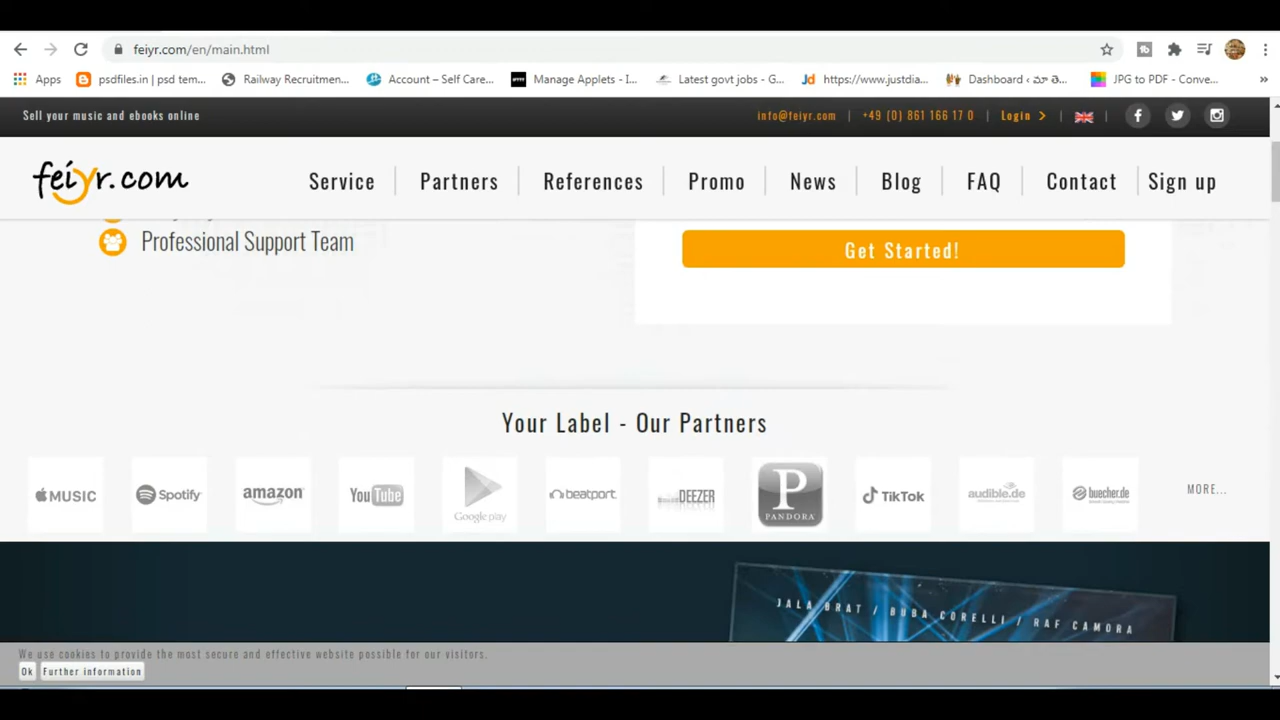 feiyr.com/en/main.html
Apps psdfiles.in | psd tem... Railway Recruitmen... Account – Self Care... Manage Applets - I... Latest govt jobs - G... Jd https://www.justdia... Dashboard ‹ మా తె... JPG to PDF - Conve... »
Sell your music and ebooks online info@feiyr.com | +49 (0) 861 166 17 0 | Login > | |
feiyr.com Service Partners References Promo News Blog FAQ Contact Sign up
Professional Support Team
Get Started!
Your Label - Our Partners
MUSIC Spotify amazon YouTube Google play beatport DEEZER P PANDORA TikTok audible.de buecher.de MORE...
JALA BRAT / BUBA CORELLI / RAF CAMORA
We use cookies to provide the most secure and effective website possible for our visitors.
Ok Further information